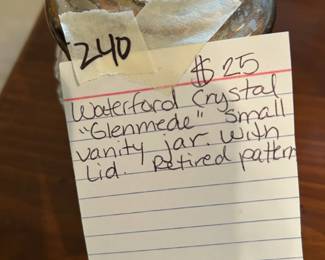 240
$25
Waterford Crystal
"Glenmede" small
vanity jar. with
Lid. Retired pattern